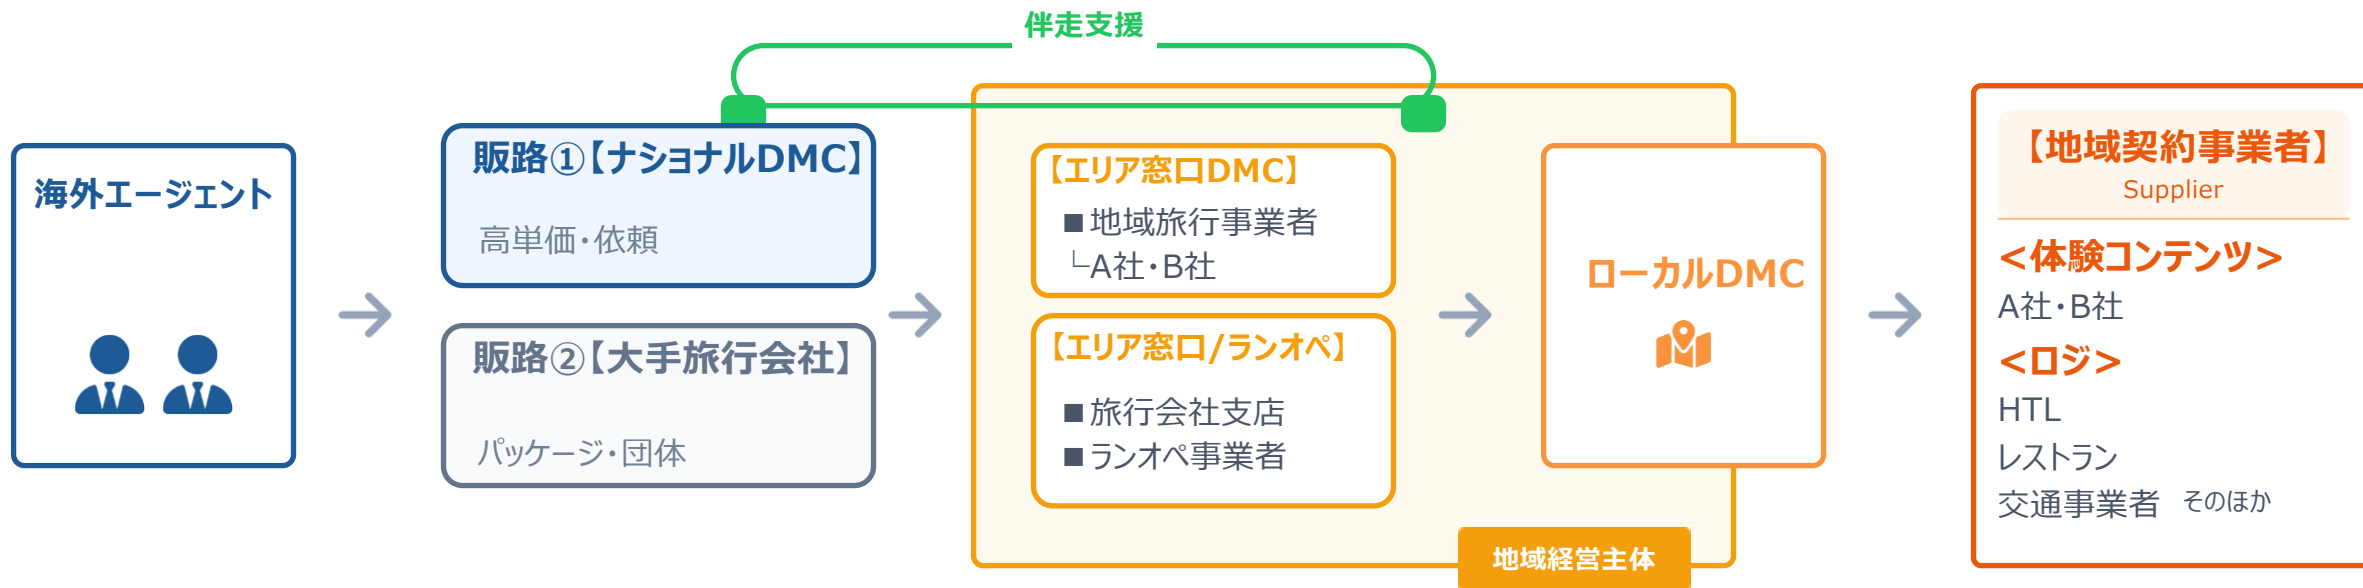 伴走支援
海外エージェント
販路①【ナショナルDMC】
高単価・依頼
販路②【大手旅行会社】
パッケージ・団体
【エリア窓口DMC】
■地域旅行事業者
└A社・B社
【エリア窓口/ランオペ】
■旅行会社支店
■ランオペ事業者
ローカルDMC
地域経営主体
【地域契約事業者】
Supplier
<体験コンテンツ>
A社・B社
<ロジ>
HTL
レストラン
交通事業者 そのほか